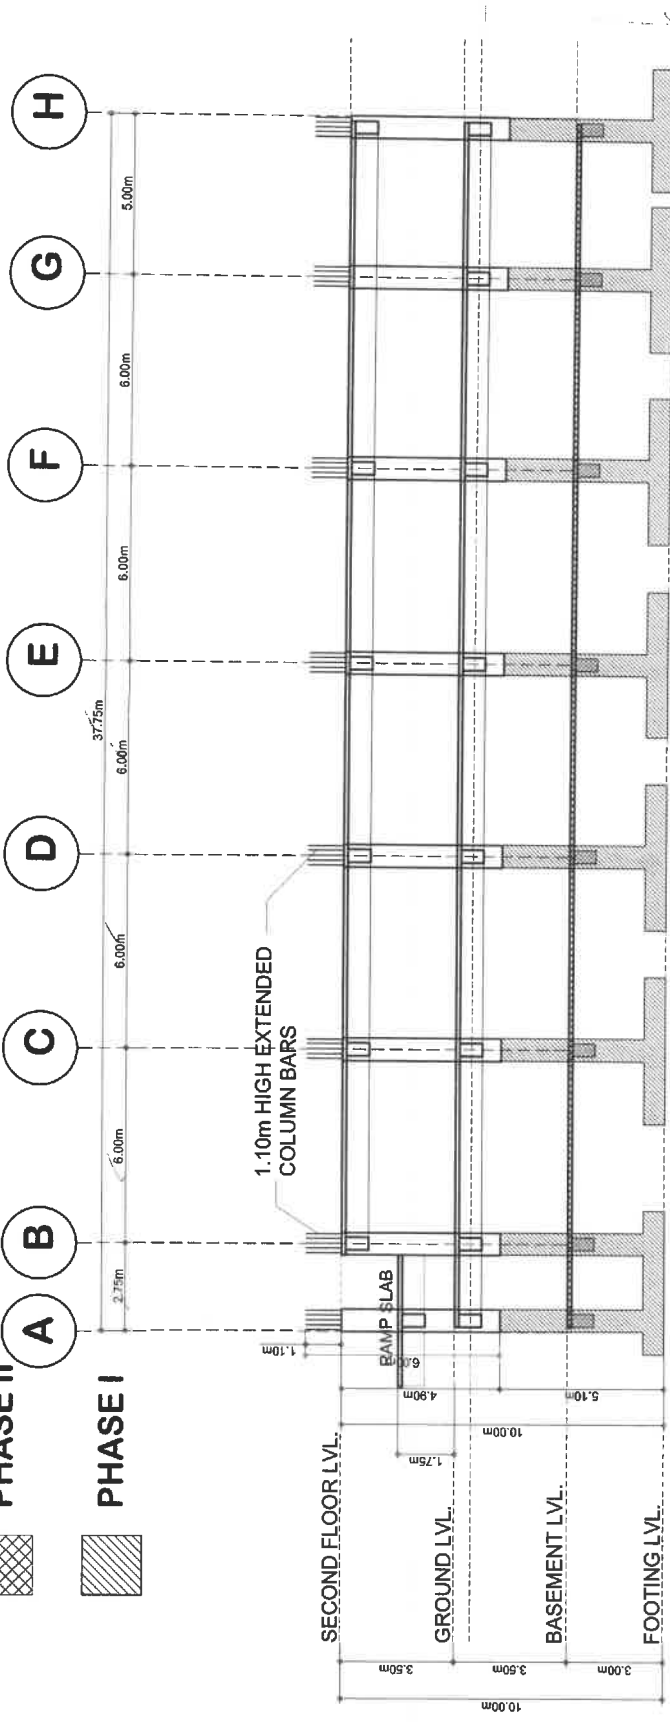 A
B
C
D
E
F
G
H
37.75m
2.75m
6.00m
6.00m
6.00m
6.00m
6.00m
5.00m
PHASE II
PHASE I
1.10m HIGH EXTENDED
COLUMN BARS
1.10m
RAMP SLAB
6.00m
4.90m
5.10m
10.00m
1.75m
SECOND FLOOR LVL.
GROUND LVL.
BASEMENT LVL.
FOOTING LVL.
3.50m
3.50m
3.00m
10.00m